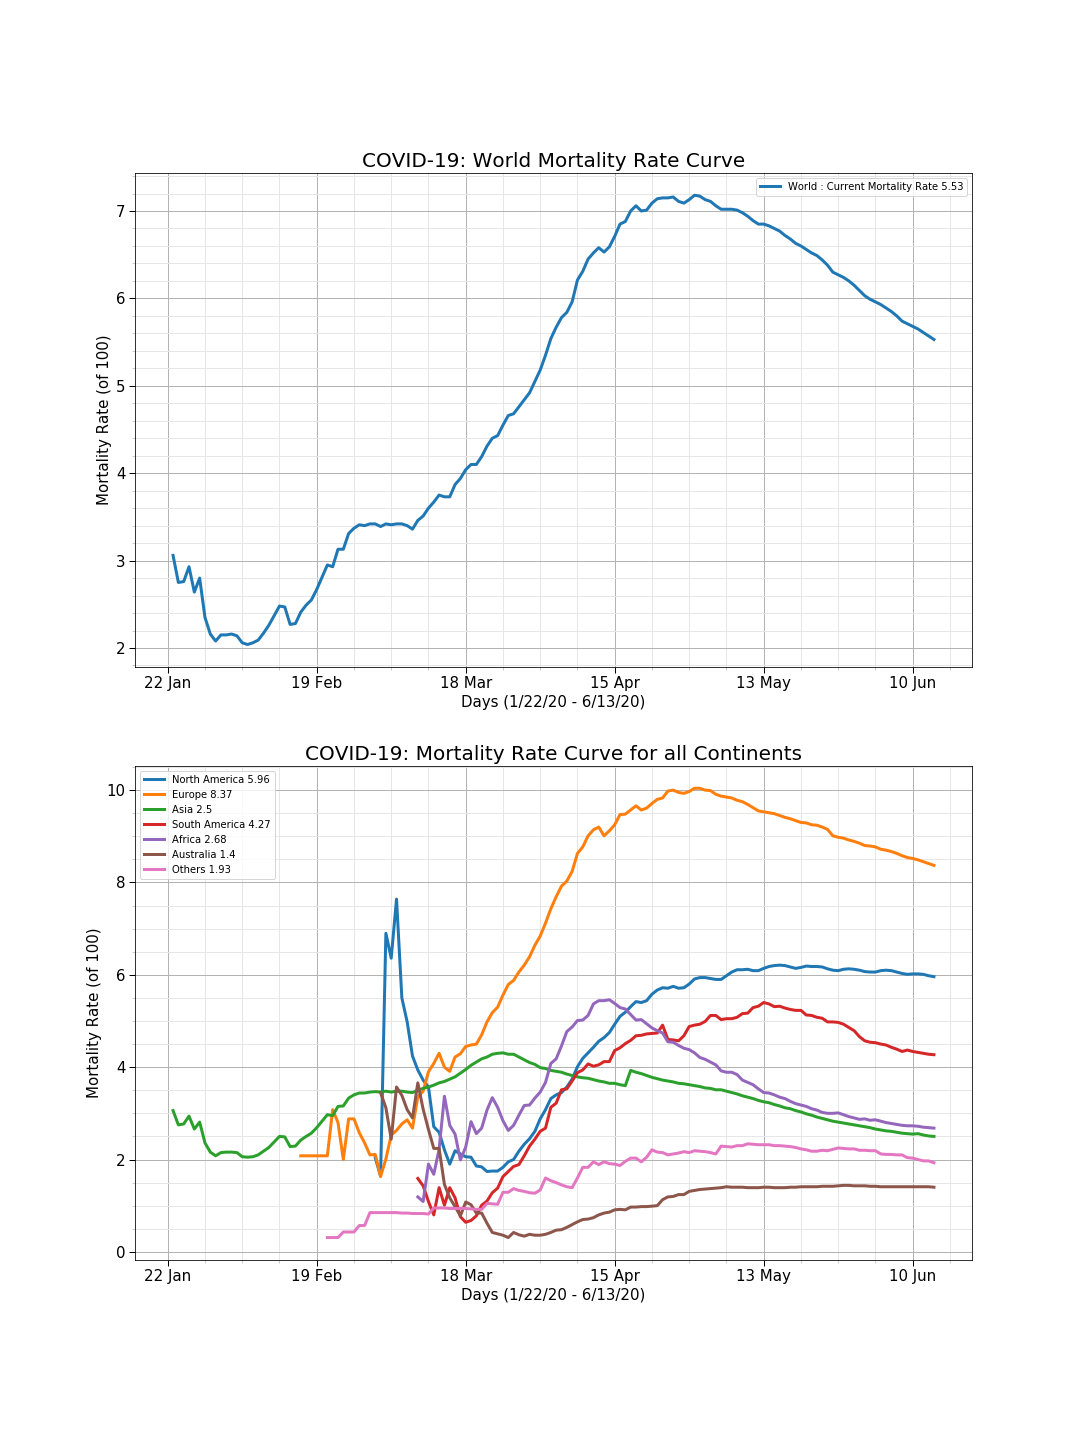 COVID-19: World Mortality Rate Curve
World : Current Mortality Rate 5.53
Mortality Rate (of 100)
7
6
5
4
3
2
22 Jan 19 Feb 18 Mar 15 Apr 13 May 10 Jun
Days (1/22/20 - 6/13/20)
COVID-19: Mortality Rate Curve for all Continents
North America 5.96
Europe 8.37
Asia 2.5
South America 4.27
Africa 2.68
Australia 1.4
Others 1.93
Mortality Rate (of 100)
10
8
6
4
2
0
22 Jan 19 Feb 18 Mar 15 Apr 13 May 10 Jun
Days (1/22/20 - 6/13/20)